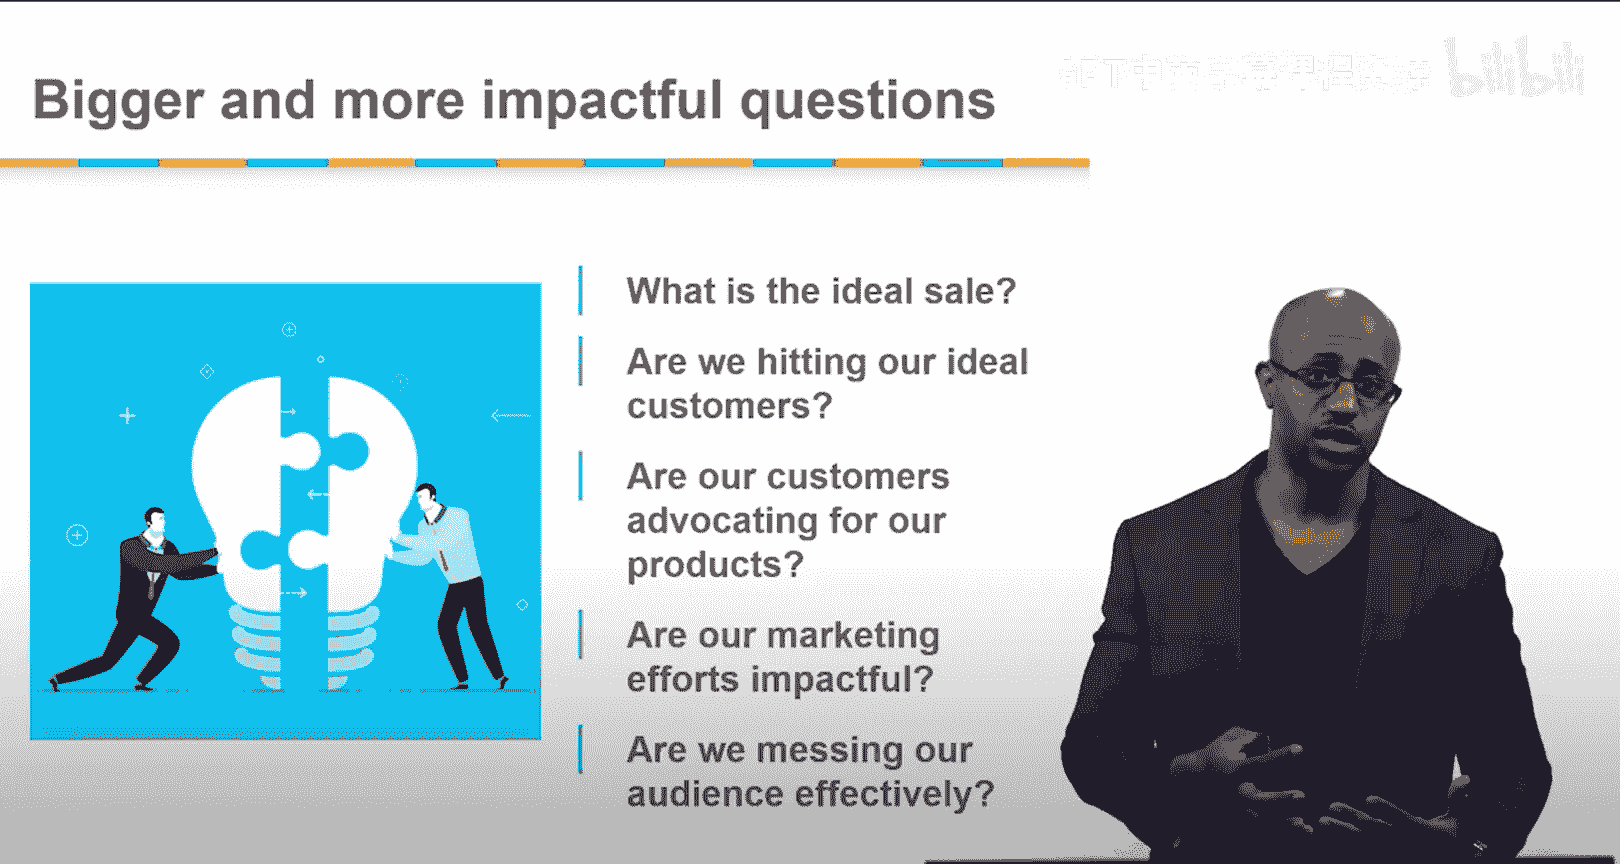 Bigger and more impactful questions
bilibili
What is the ideal sale?
Are we hitting our ideal
customers?
Are our customers
advocating for our
products?
Are our marketing
efforts impactful?
Are we messing our
audience effectively?